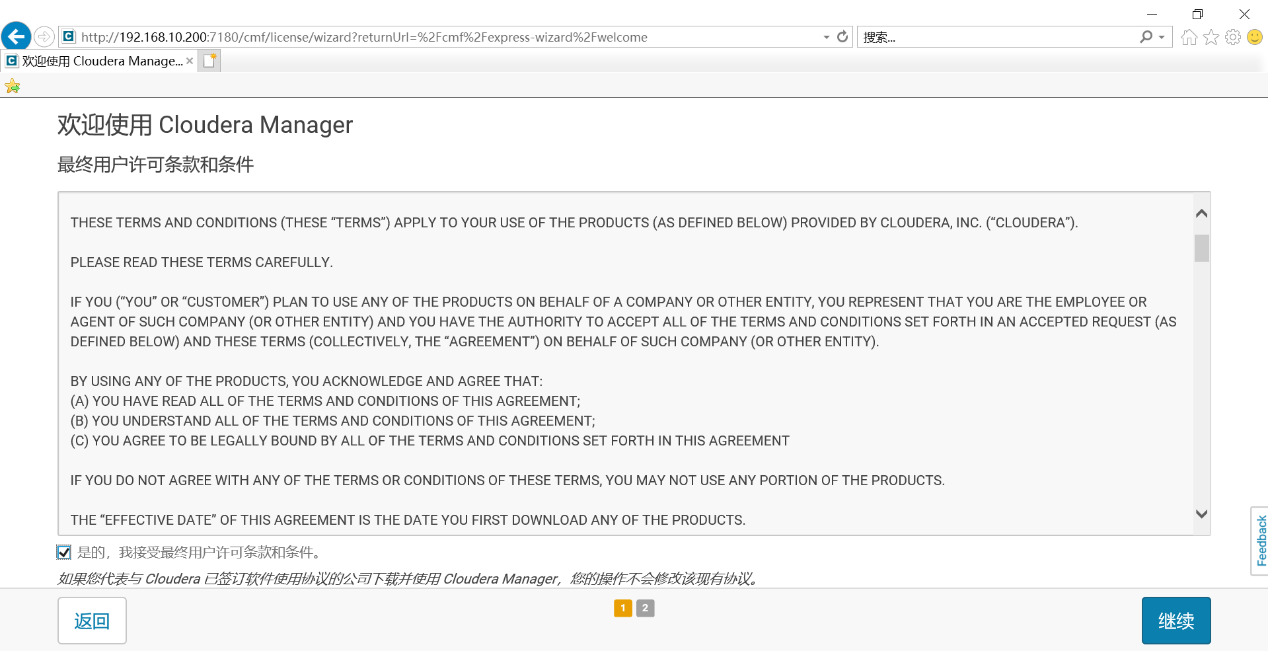 http://192.168.10.200:7180/cmf/license/wizard?returnUrl=%2Fcmf%2Fexpress-wizard%2Fwelcome
搜索...
欢迎使用 Cloudera Manage...
欢迎使用 Cloudera Manager
最终用户许可条款和条件
THESE TERMS AND CONDITIONS (THESE “TERMS”) APPLY TO YOUR USE OF THE PRODUCTS (AS DEFINED BELOW) PROVIDED BY CLOUDERA, INC. (“CLOUDERA”).
PLEASE READ THESE TERMS CAREFULLY.
IF YOU (“YOU” OR “CUSTOMER”) PLAN TO USE ANY OF THE PRODUCTS ON BEHALF OF A COMPANY OR OTHER ENTITY, YOU REPRESENT THAT YOU ARE THE EMPLOYEE OR
AGENT OF SUCH COMPANY (OR OTHER ENTITY) AND YOU HAVE THE AUTHORITY TO ACCEPT ALL OF THE TERMS AND CONDITIONS SET FORTH IN AN ACCEPTED REQUEST (AS
DEFINED BELOW) AND THESE TERMS (COLLECTIVELY, THE “AGREEMENT”) ON BEHALF OF SUCH COMPANY (OR OTHER ENTITY).
BY USING ANY OF THE PRODUCTS, YOU ACKNOWLEDGE AND AGREE THAT:
(A) YOU HAVE READ ALL OF THE TERMS AND CONDITIONS OF THIS AGREEMENT;
(B) YOU UNDERSTAND ALL OF THE TERMS AND CONDITIONS OF THIS AGREEMENT;
(C) YOU AGREE TO BE LEGALLY BOUND BY ALL OF THE TERMS AND CONDITIONS SET FORTH IN THIS AGREEMENT
IF YOU DO NOT AGREE WITH ANY OF THE TERMS OR CONDITIONS OF THESE TERMS, YOU MAY NOT USE ANY PORTION OF THE PRODUCTS.
THE “EFFECTIVE DATE” OF THIS AGREEMENT IS THE DATE YOU FIRST DOWNLOAD ANY OF THE PRODUCTS.
是的，我接受最终用户许可条款和条件。
如果您代表与 Cloudera 已签订软件使用协议的公司下载并使用 Cloudera Manager，您的操作不会修改该现有协议。
Feedback
返回
1 2
继续